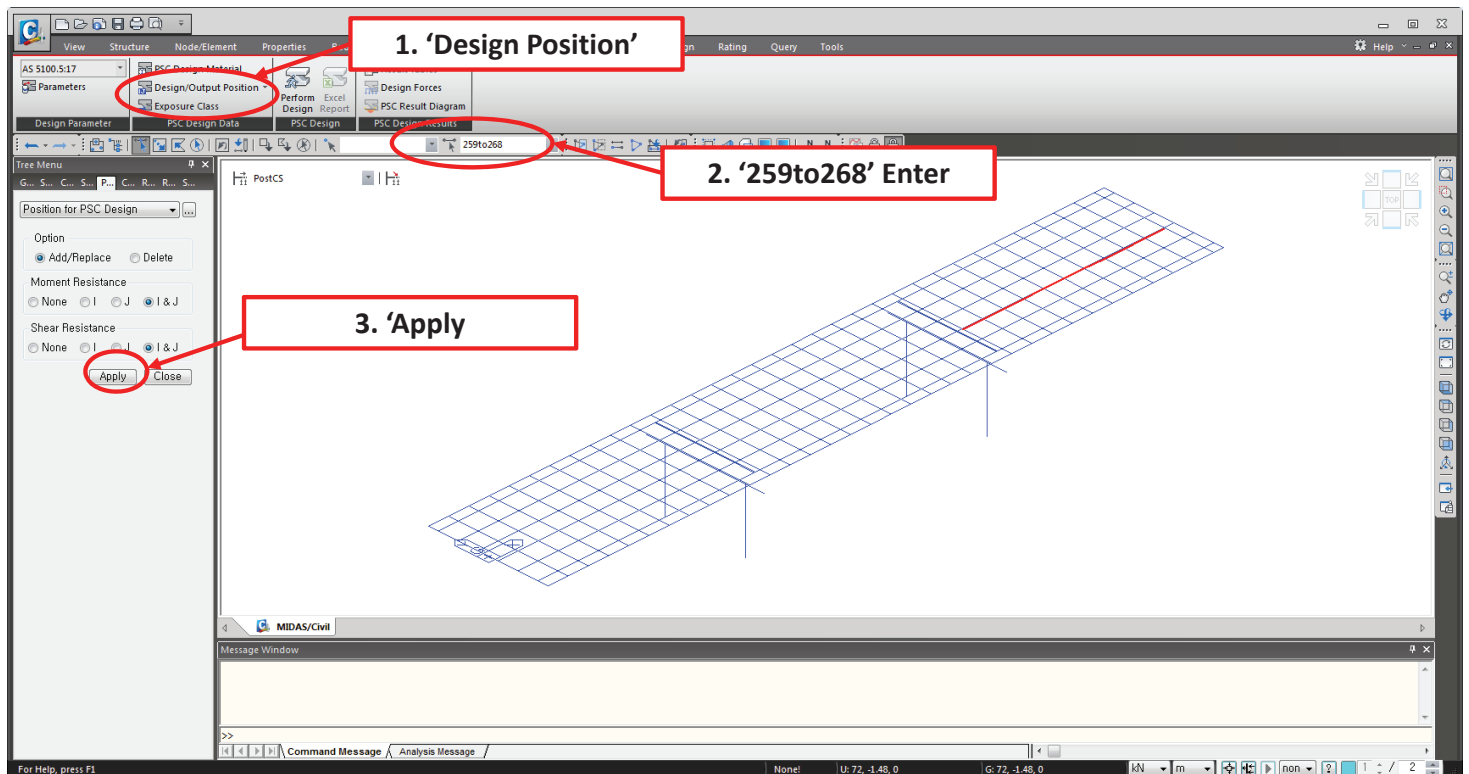 View Structure Node/Element Properties
Rating Query Tools
Help
1. 'Design Position'
AS 5100.5:17
Parameters
Design Parameter
PSC Design Material
Design/Output Position
Exposure Class
PSC Design Data
Perform Design
Excel Report
PSC Design
Design Forces
PSC Result Diagram
PSC Design Results
259to268
N N
2. '259to268' Enter
Tree Menu
G... S... C... S... P... C... R... R... S...
Position for PSC Design ...
Option
Add/Replace Delete
Moment Resistance
None I J I & J
Shear Resistance
None I J I & J
Apply Close
3. 'Apply
PostCS
TOP
MIDAS/Civil
Message Window
>>
Command Message Analysis Message
For Help, press F1
None! U: 72, -1.48, 0 G: 72, -1.48, 0 kN m non ? 1 / 2